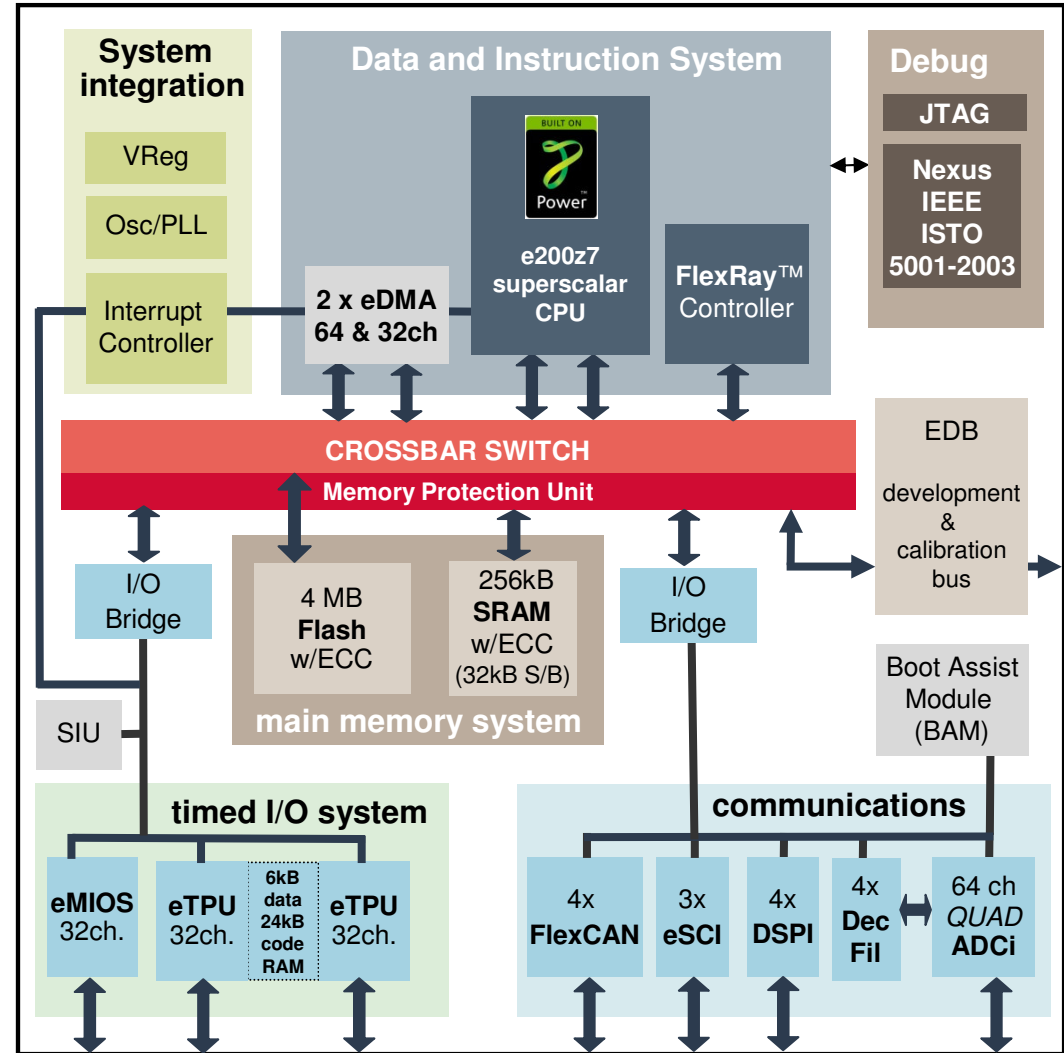 System
integration
VReg
Osc/PLL
Interrupt
Controller
Data and Instruction System
BUILT ON
Power™
e200z7
superscalar
CPU
2 x eDMA
64 & 32ch
FlexRay™
Controller
Debug
JTAG
Nexus
IEEE
ISTO
5001-2003
CROSSBAR SWITCH
Memory Protection Unit
EDB
development
&
calibration
bus
I/O
Bridge
4 MB
Flash
w/ECC
256kB
SRAM
w/ECC
(32kB S/B)
main memory system
I/O
Bridge
Boot Assist
Module
(BAM)
SIU
timed I/O system
eMIOS
32ch.
eTPU
32ch.
6kB
data
24kB
code
RAM
eTPU
32ch.
communications
4x
FlexCAN
3x
eSCI
4x
DSPI
4x
Dec
Fil
64 ch
QUAD
ADCi